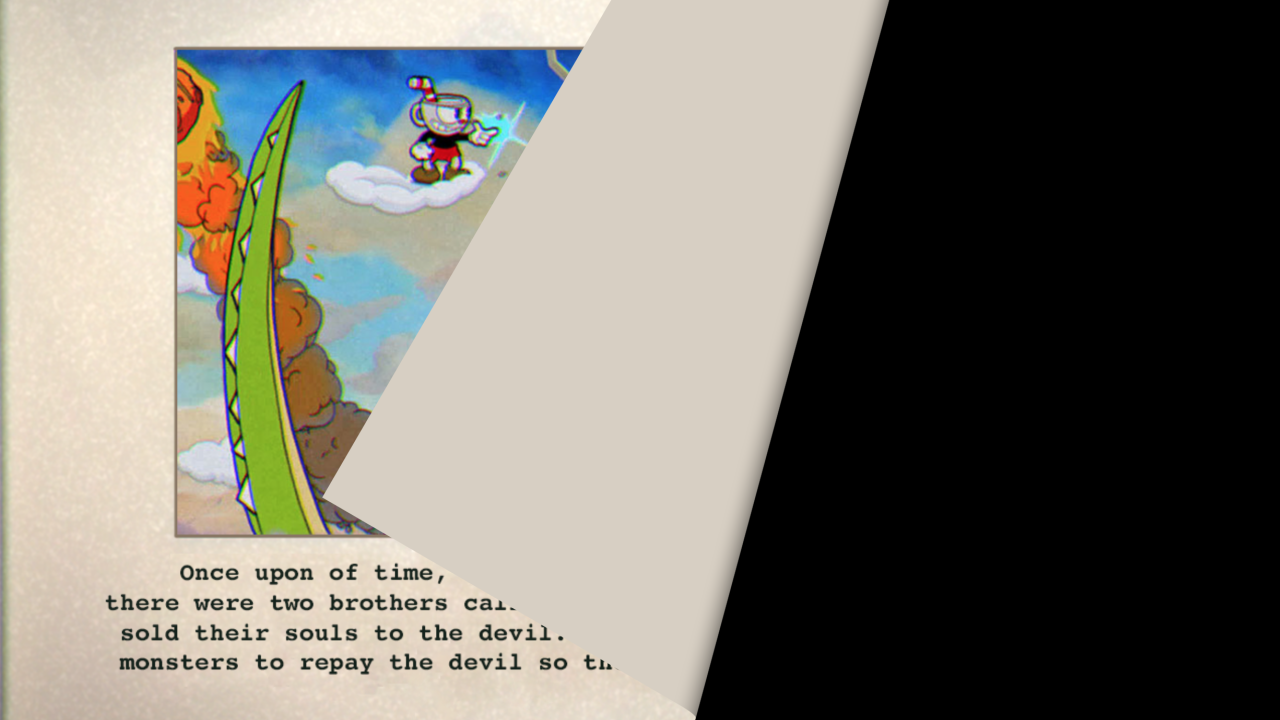 Once upon of time,
there were two brothers
sold their souls to the devil.
monsters to repay the devil so